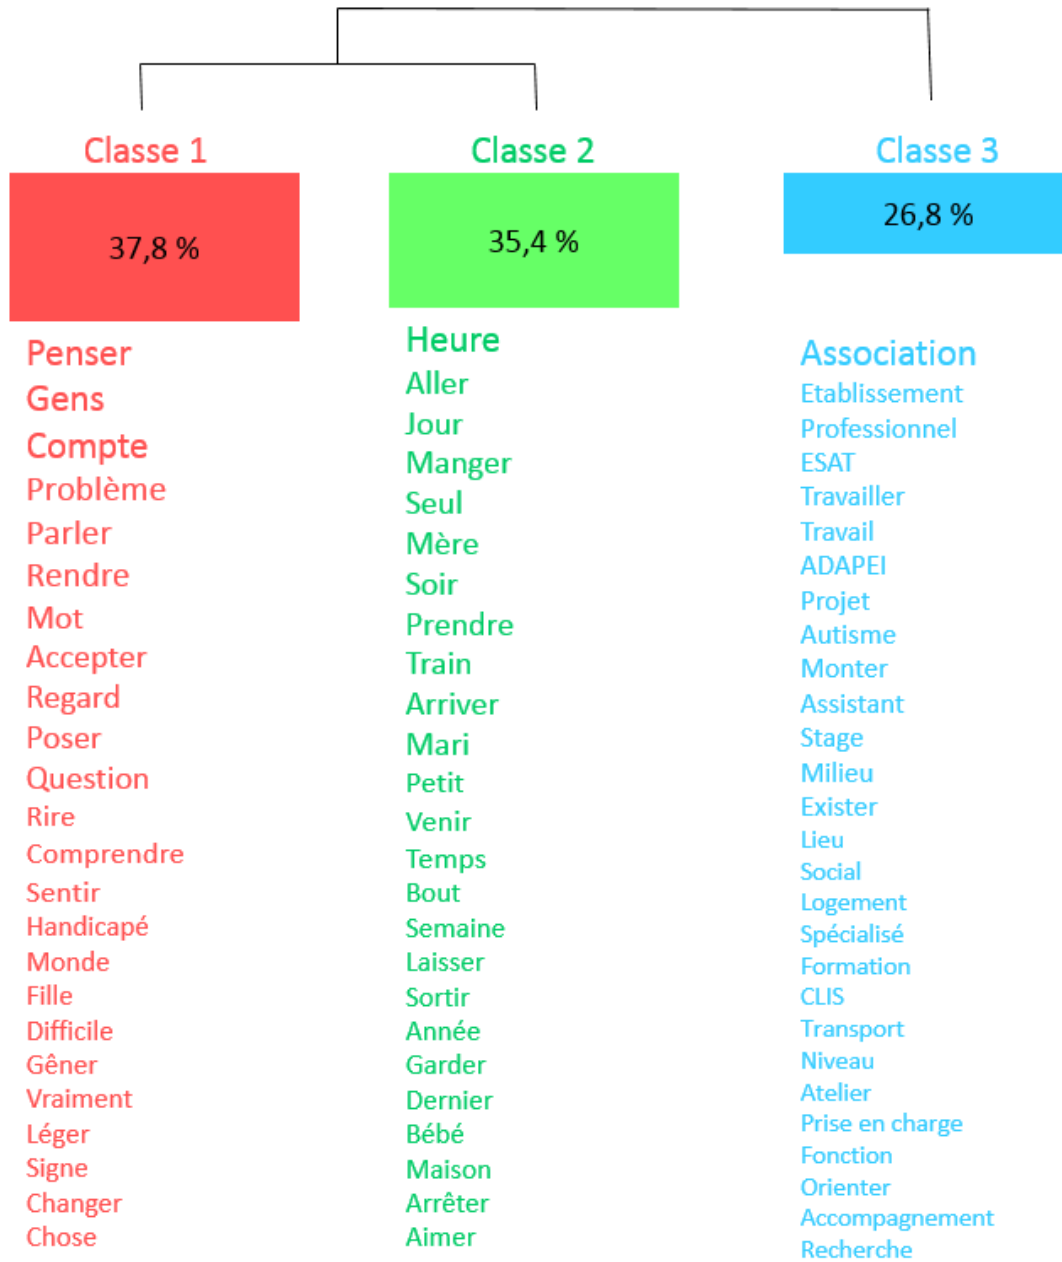 Classe 1
37,8 %
Penser
Gens
Compte
Problème
Parler
Rendre
Mot
Accepter
Regard
Poser
Question
Rire
Comprendre
Sentir
Handicapé
Monde
Fille
Difficile
Gêner
Vraiment
Léger
Signe
Changer
Chose
Classe 2
35,4 %
Heure
Aller
Jour
Manger
Seul
Mère
Soir
Prendre
Train
Arriver
Mari
Petit
Venir
Temps
Bout
Semaine
Laisser
Sortir
Année
Garder
Dernier
Bébé
Maison
Arrêter
Aimer
Classe 3
26,8 %
Association
Etablissement
Professionnel
ESAT
Travailler
Travail
ADAPEI
Projet
Autisme
Monter
Assistant
Stage
Milieu
Exister
Lieu
Social
Logement
Spécialisé
Formation
CLIS
Transport
Niveau
Atelier
Prise en charge
Fonction
Orienter
Accompagnement
Recherche